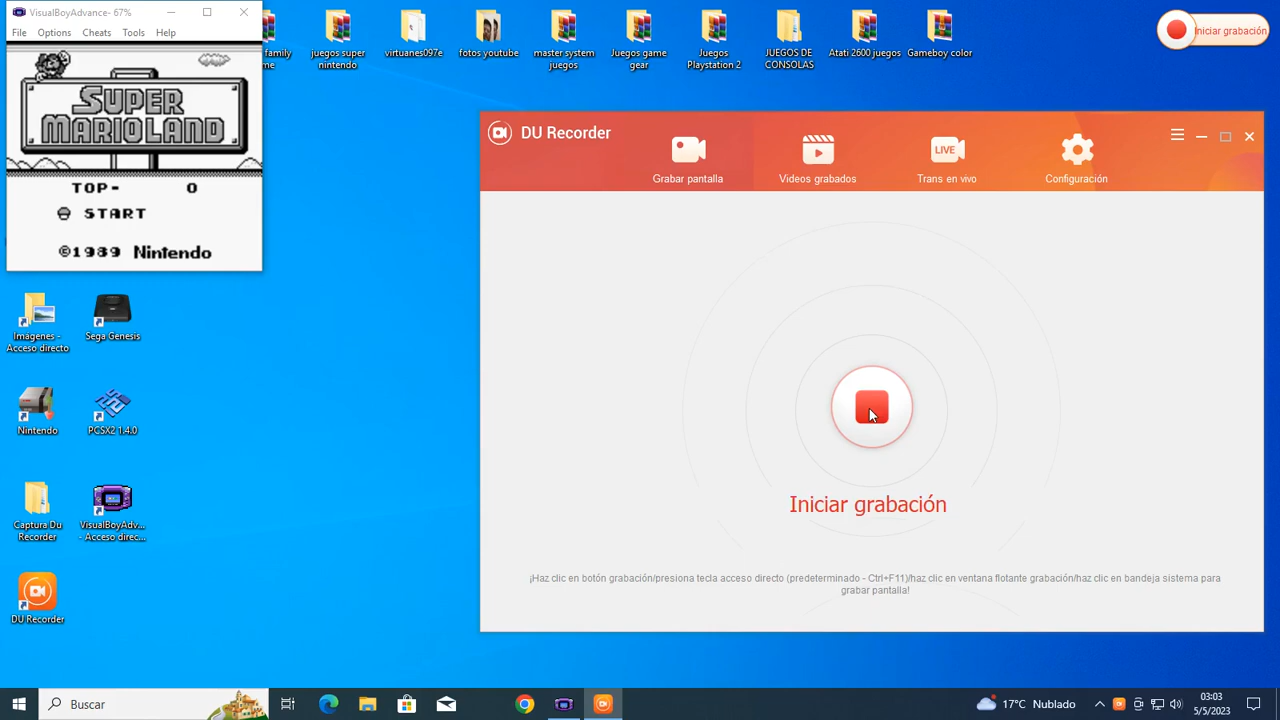 VisualBoyAdvance- 67%
File Options Cheats Tools Help
SUPER
MARIOLAND
TOP- 0
START
©1989 Nintendo
family
juegos super
nintendo
virtuanes097e
fotos youtube
master system
juegos
Juegos game
gear
Juegos
Playstation 2
JUEGOS DE
CONSOLAS
Atati 2600 juegos
Gameboy color
Iniciar grabación
DU Recorder
Grabar pantalla
Vídeos grabados
LIVE
Trans en vivo
Configuración
Iniciar grabación
¡Haz clic en botón grabación/presiona tecla acceso directo (predeterminado - Ctrl+F11)/haz clic en ventana flotante grabación/haz clic en bandeja sistema para
grabar pantalla!
Imágenes -
Acceso directo
Sega Genesis
Nintendo
PCSX2 1.4.0
Captura Du
Recorder
VisualBoyAdv...
- Acceso direc...
DU Recorder
Buscar
17°C Nublado
03:03
5/5/2023